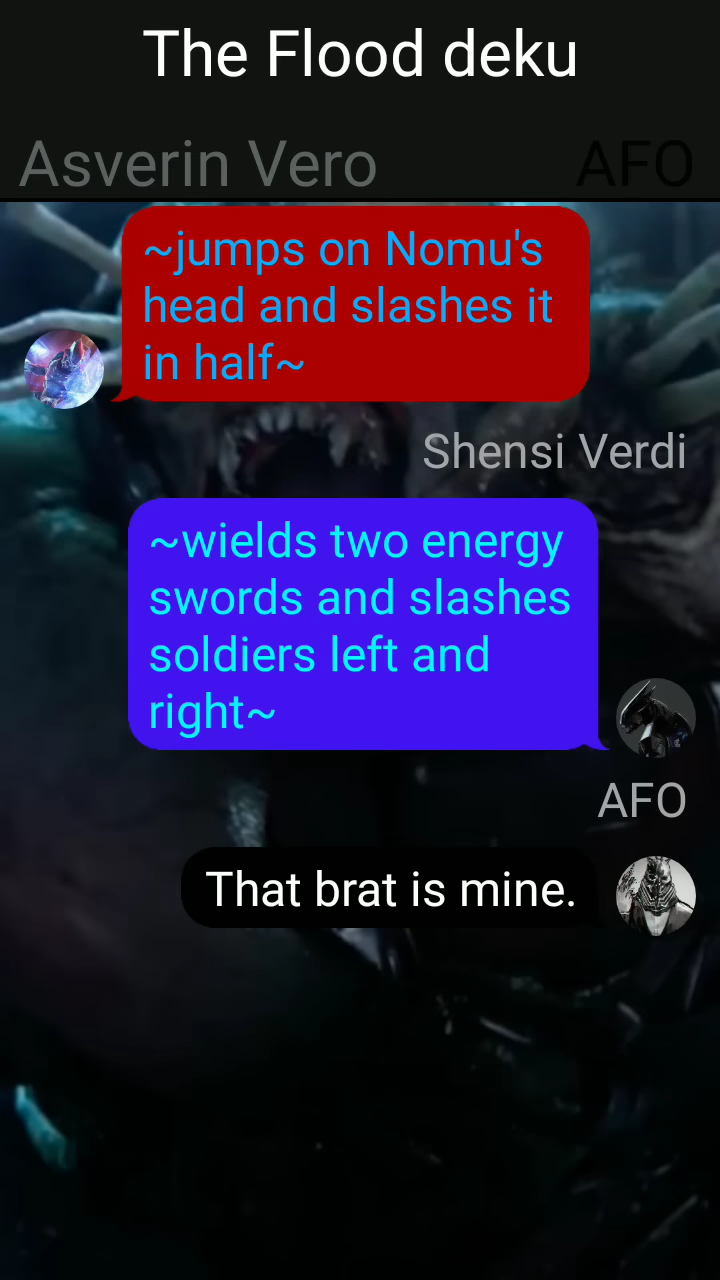 The Flood deku
Asverin Vero
AFO
~jumps on Nomu's
head and slashes it
in half~
Shensi Verdi
~wields two energy
swords and slashes
soldiers left and
right~
AFO
That brat is mine.